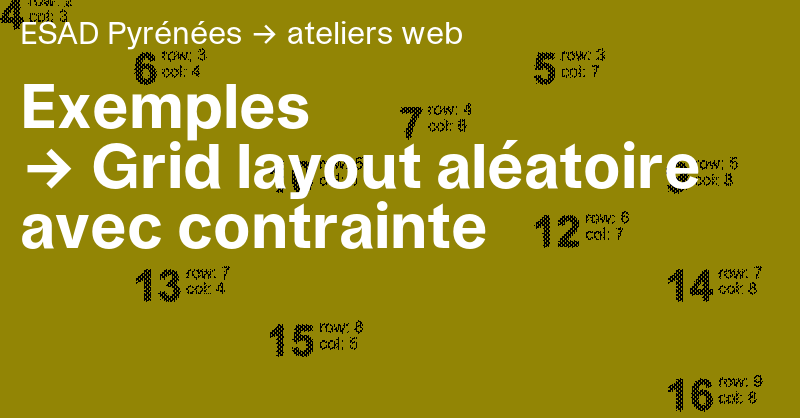 ESAD Pyrénées → ateliers web
Exemples
→ Grid layout aléatoire
avec contrainte
4
col: 3
6 row: 3
col: 4
5 row: 3
col: 7
7 row: 4
col: 6
row: 5
col: 8
12 row: 6
col: 7
13 row: 7
col: 4
14 row: 7
col: 8
15 row: 8
col: 5
16 row: 9
col: 8